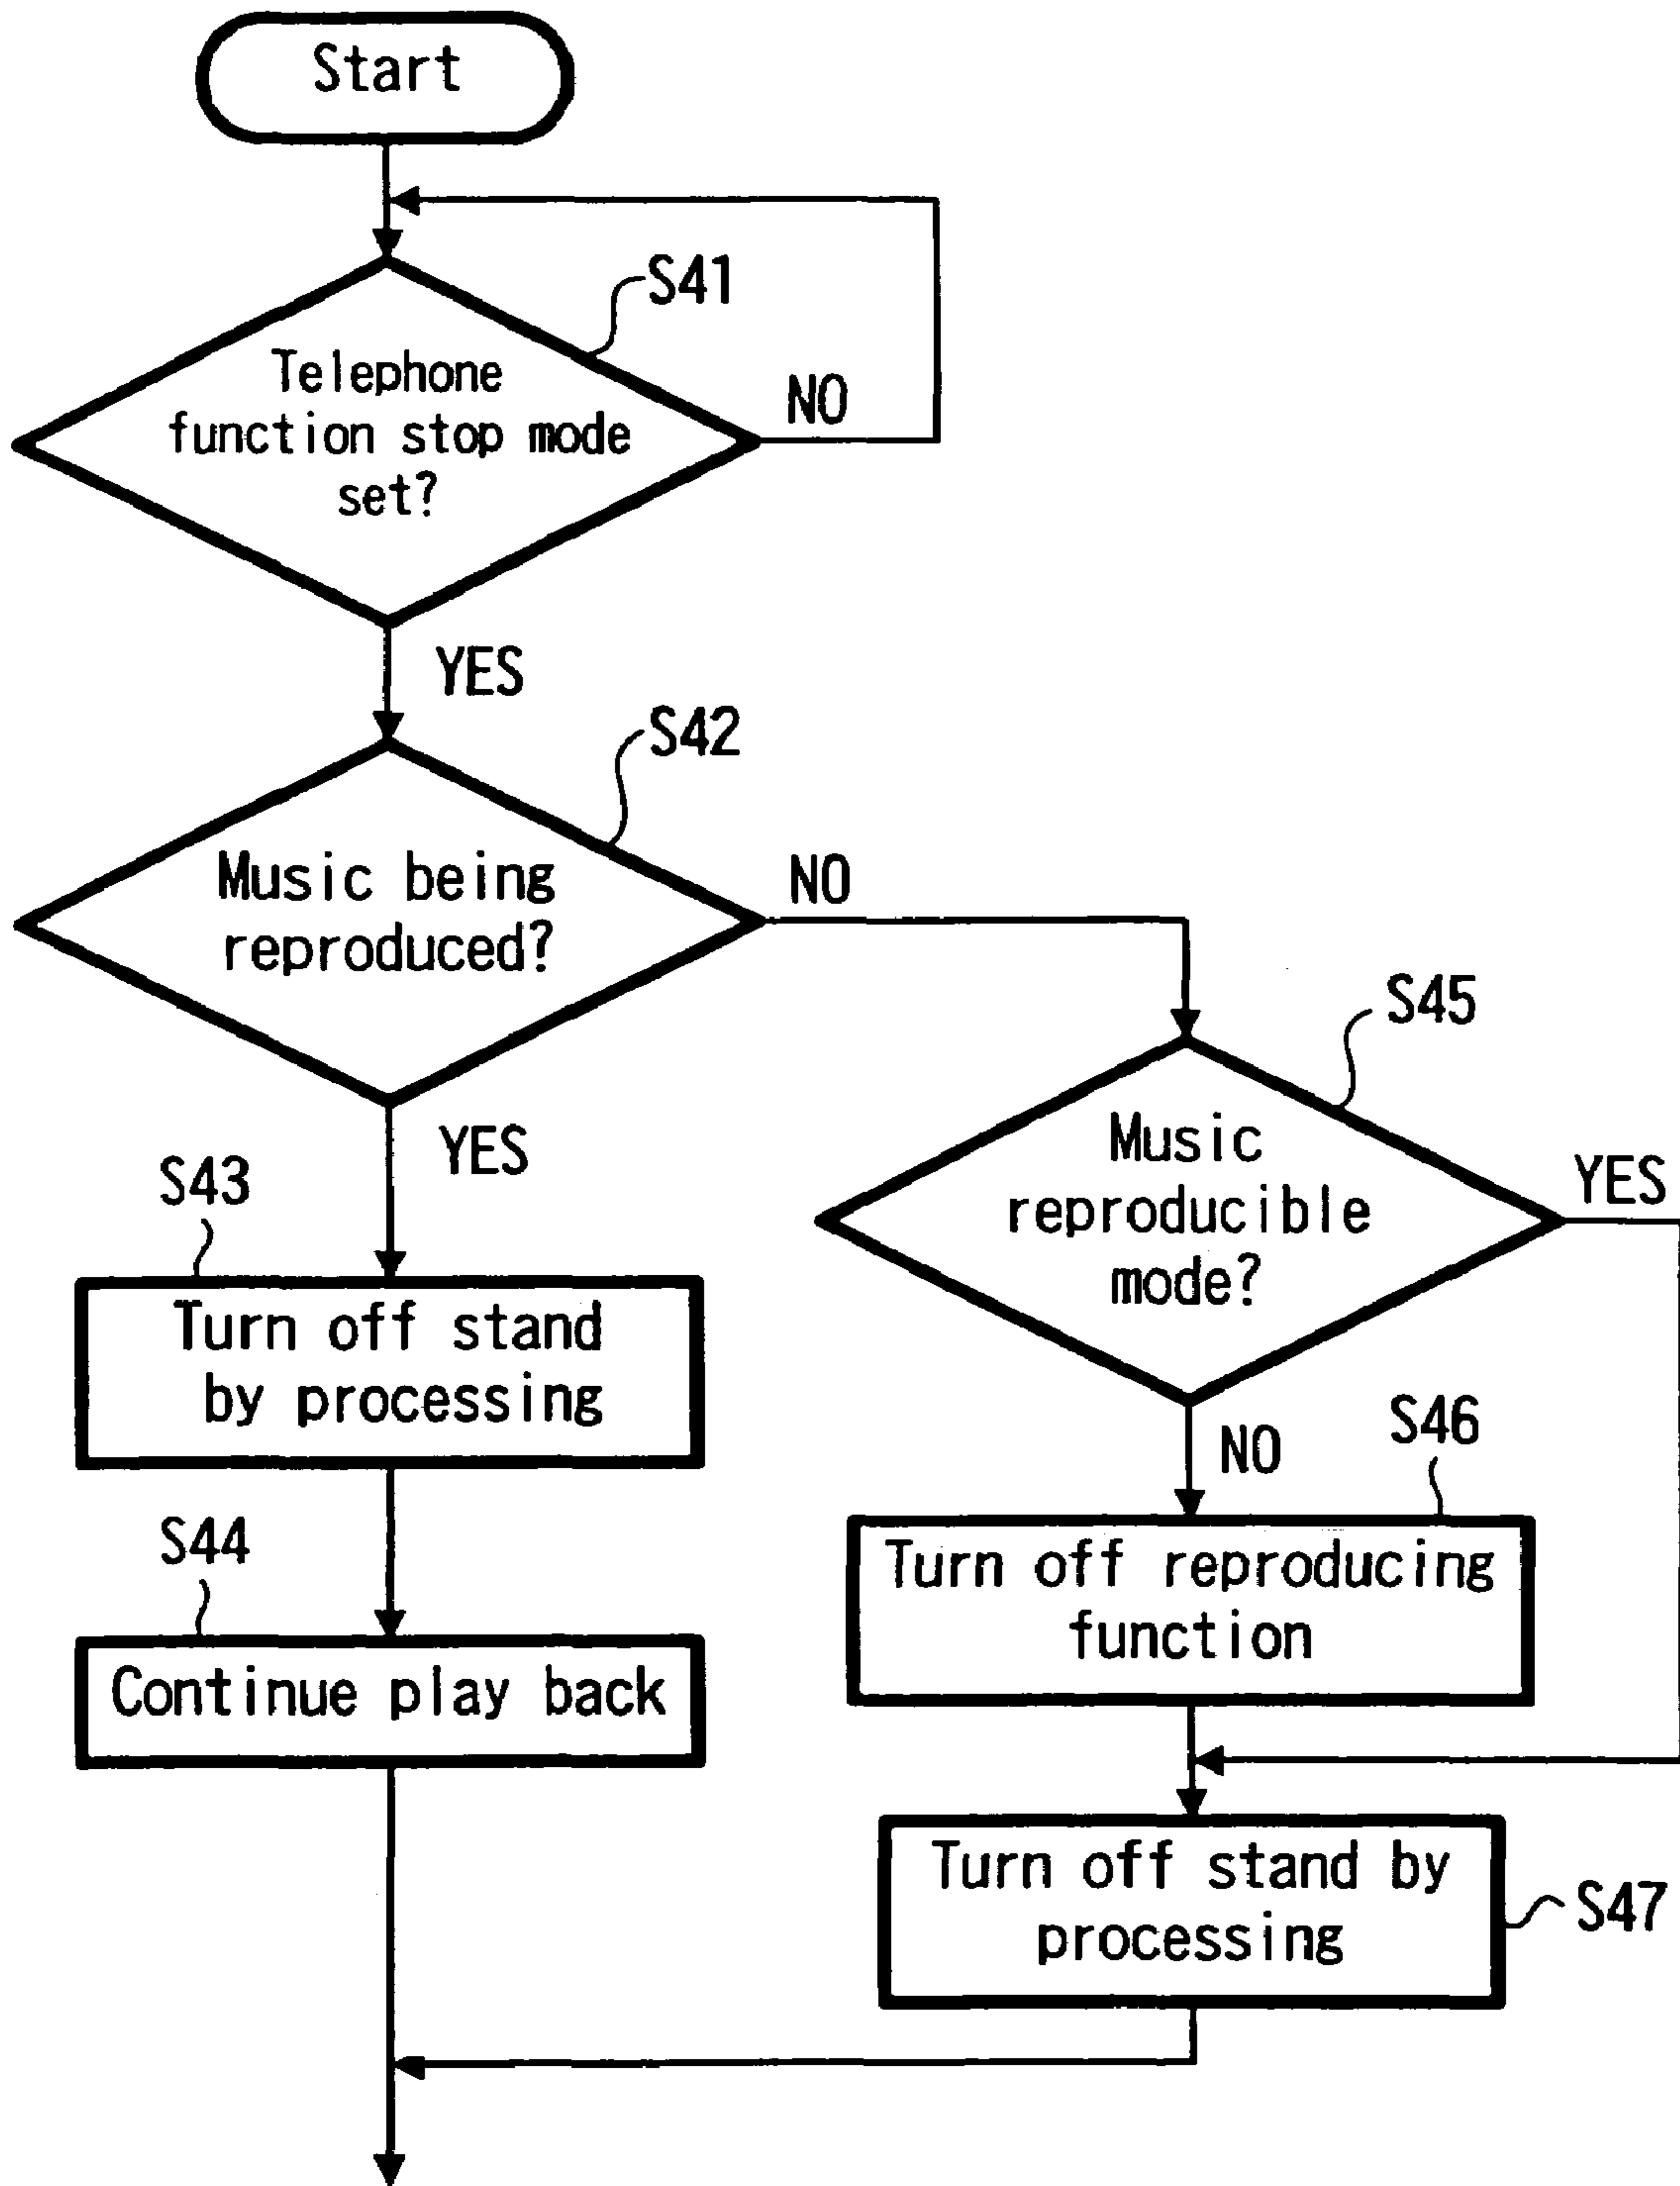 Start
S41
Telephone
function stop mode
set?
NO
YES
S42
Music being
reproduced?
NO
YES
S45
Music
reproducible
mode?
YES
NO
S43
Turn off stand
by processing
S46
Turn off reproducing
function
S44
Continue play back
Turn off stand by
processing
S47